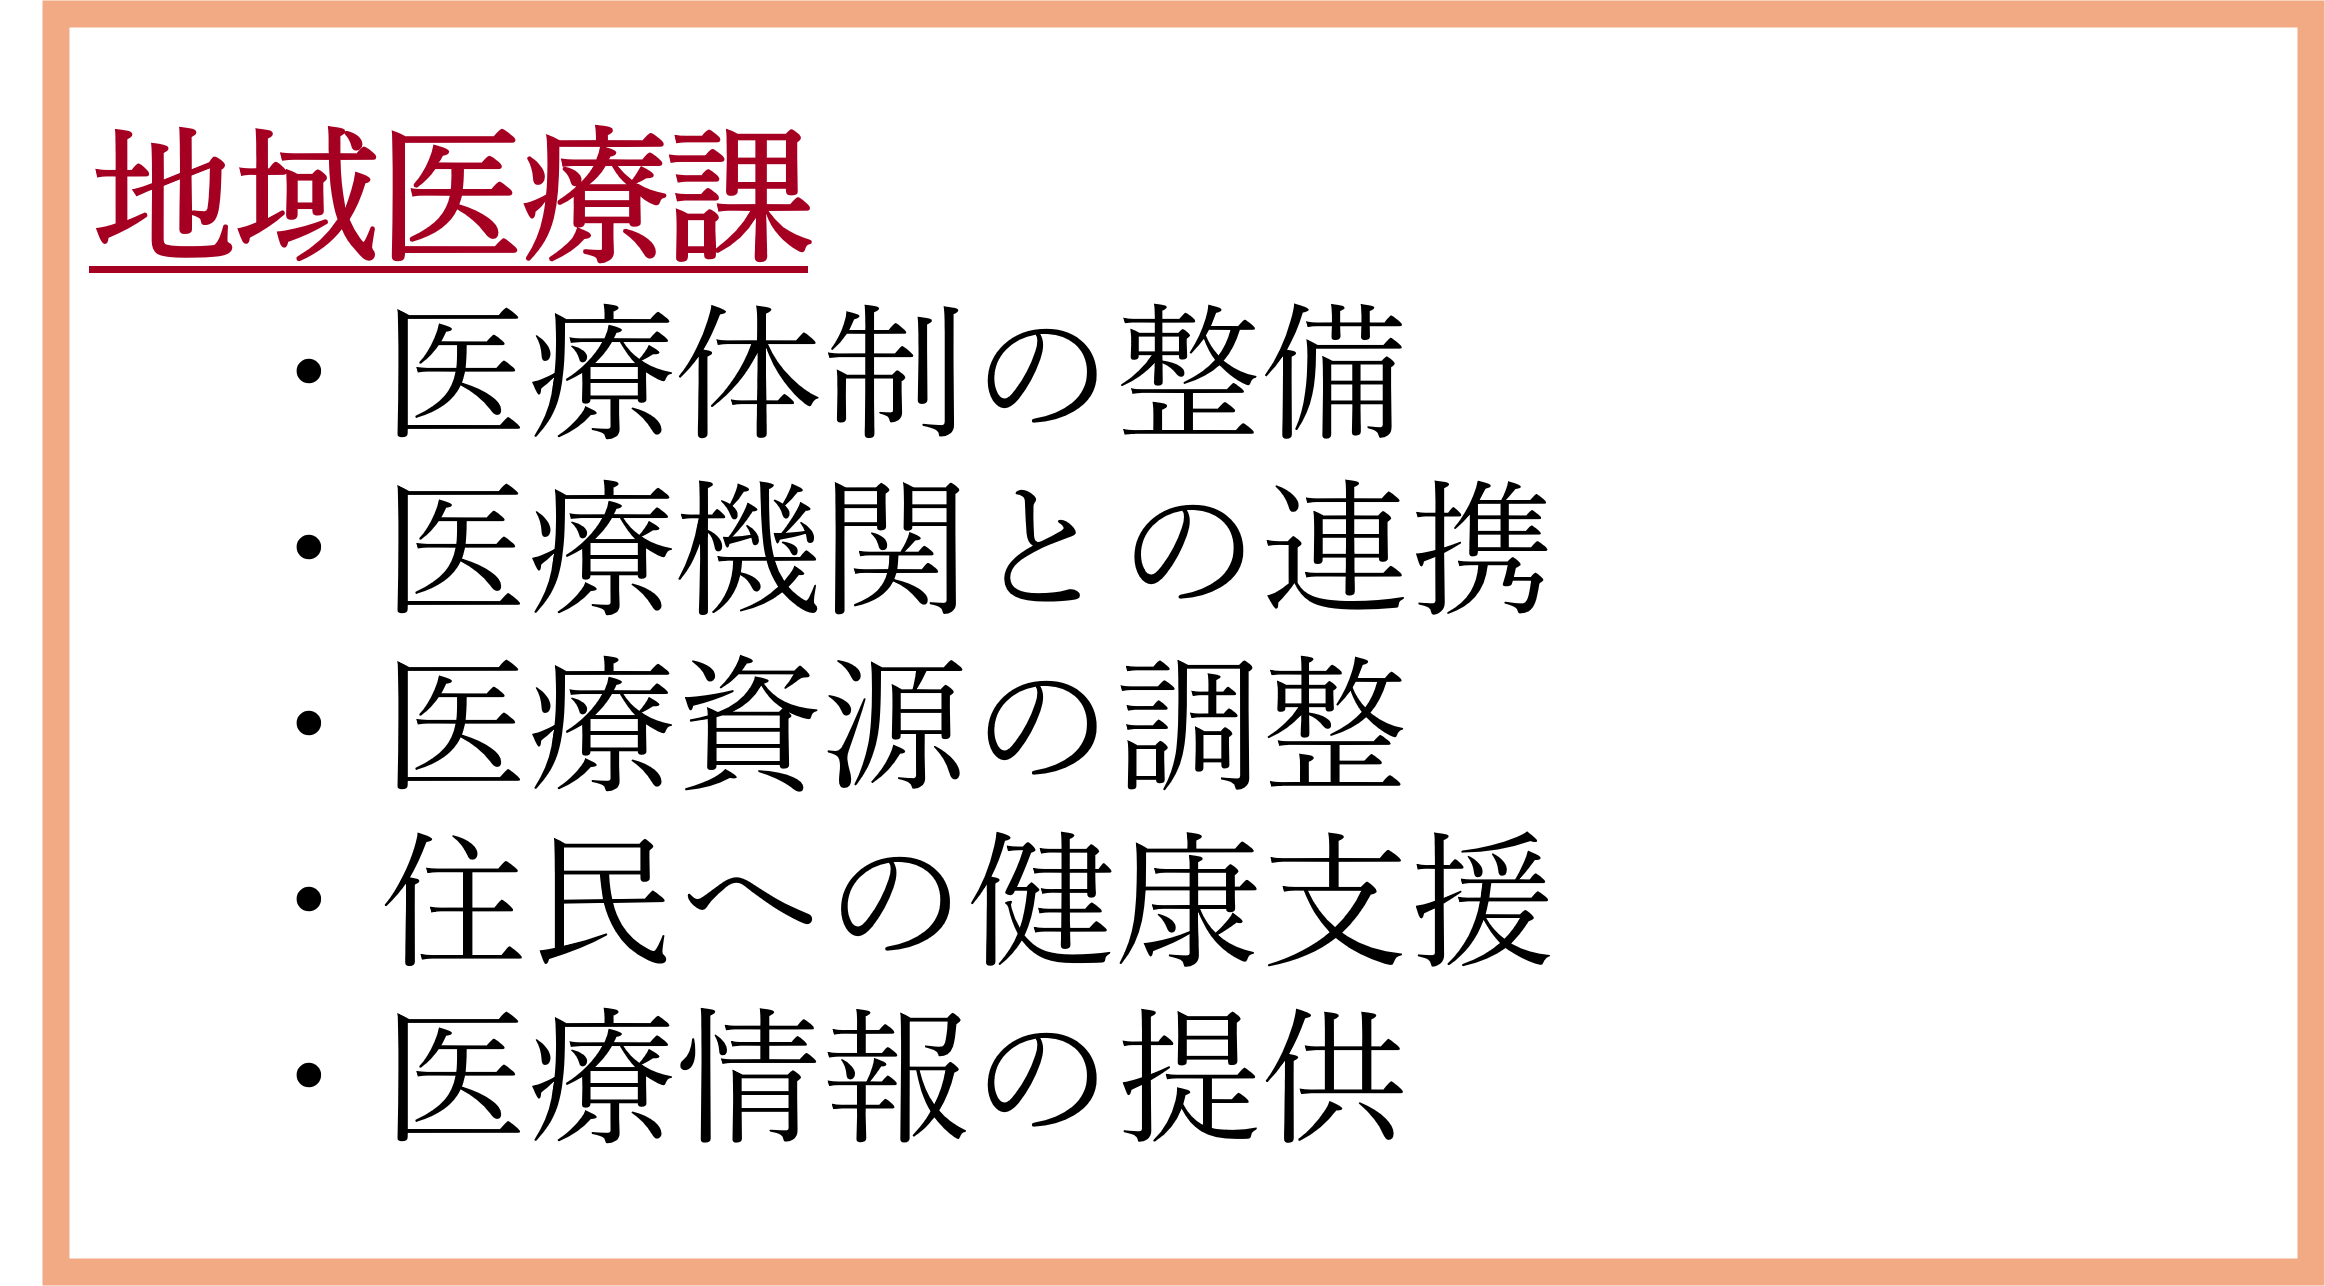 地域医療課
・医療体制の整備
・医療機関との連携
・医療資源の調整
・住民への健康支援
・医療情報の提供